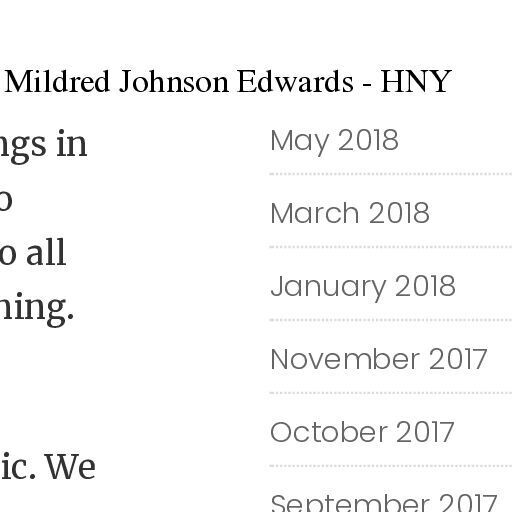 Mildred Johnson Edwards - HNY
ngs in
o
o all
ning.
ic. We
May 2018
March 2018
January 2018
November 2017
October 2017
September 2017